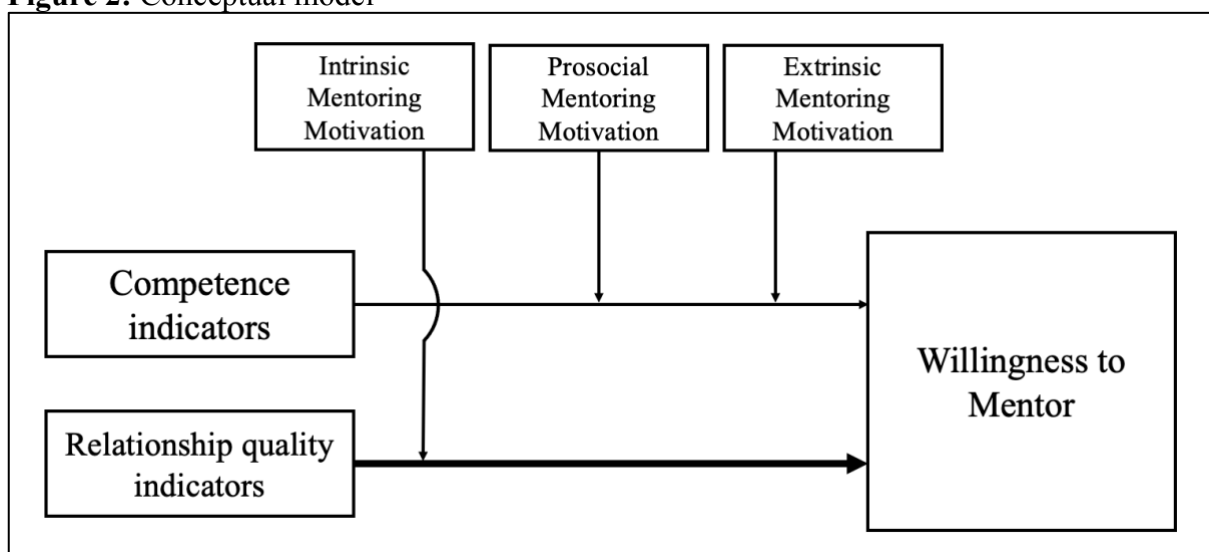 Figure 2: Conceptual model
Intrinsic
Mentoring
Motivation
Prosocial
Mentoring
Motivation
Extrinsic
Mentoring
Motivation
Competence
indicators
Relationship quality
indicators
Willingness to
Mentor